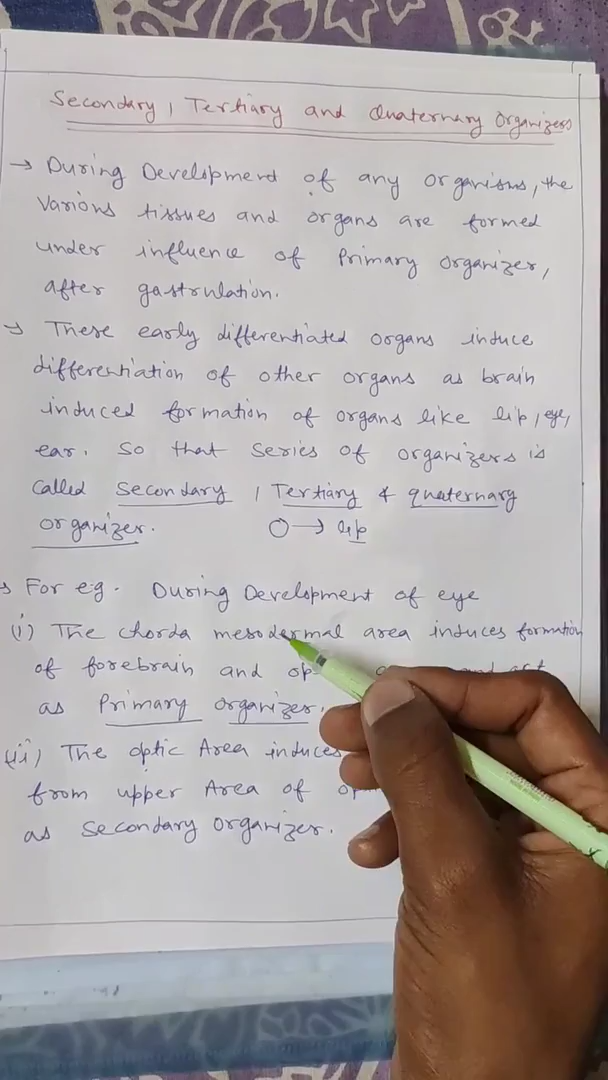 Secondary, Tertiary and Quaternary Organizers
→ During Development of any organisms, the
various tissues and organs are formed
under influence of Primary organizer,
after gastrulation.
→ These early differentiated organs induce
differentiation of other organs as brain
induced formation of organs like lip, eye,
ear. So that series of organizers is
called Secondary, Tertiary & quaternary
organizer. O → lip
→ For eg. During Development of eye
(i) The chorda mesodermal area induces formation
of forebrain and op
as Primary organizer.
(ii) The optic Area induces
from upper Area of op
as secondary organizer.